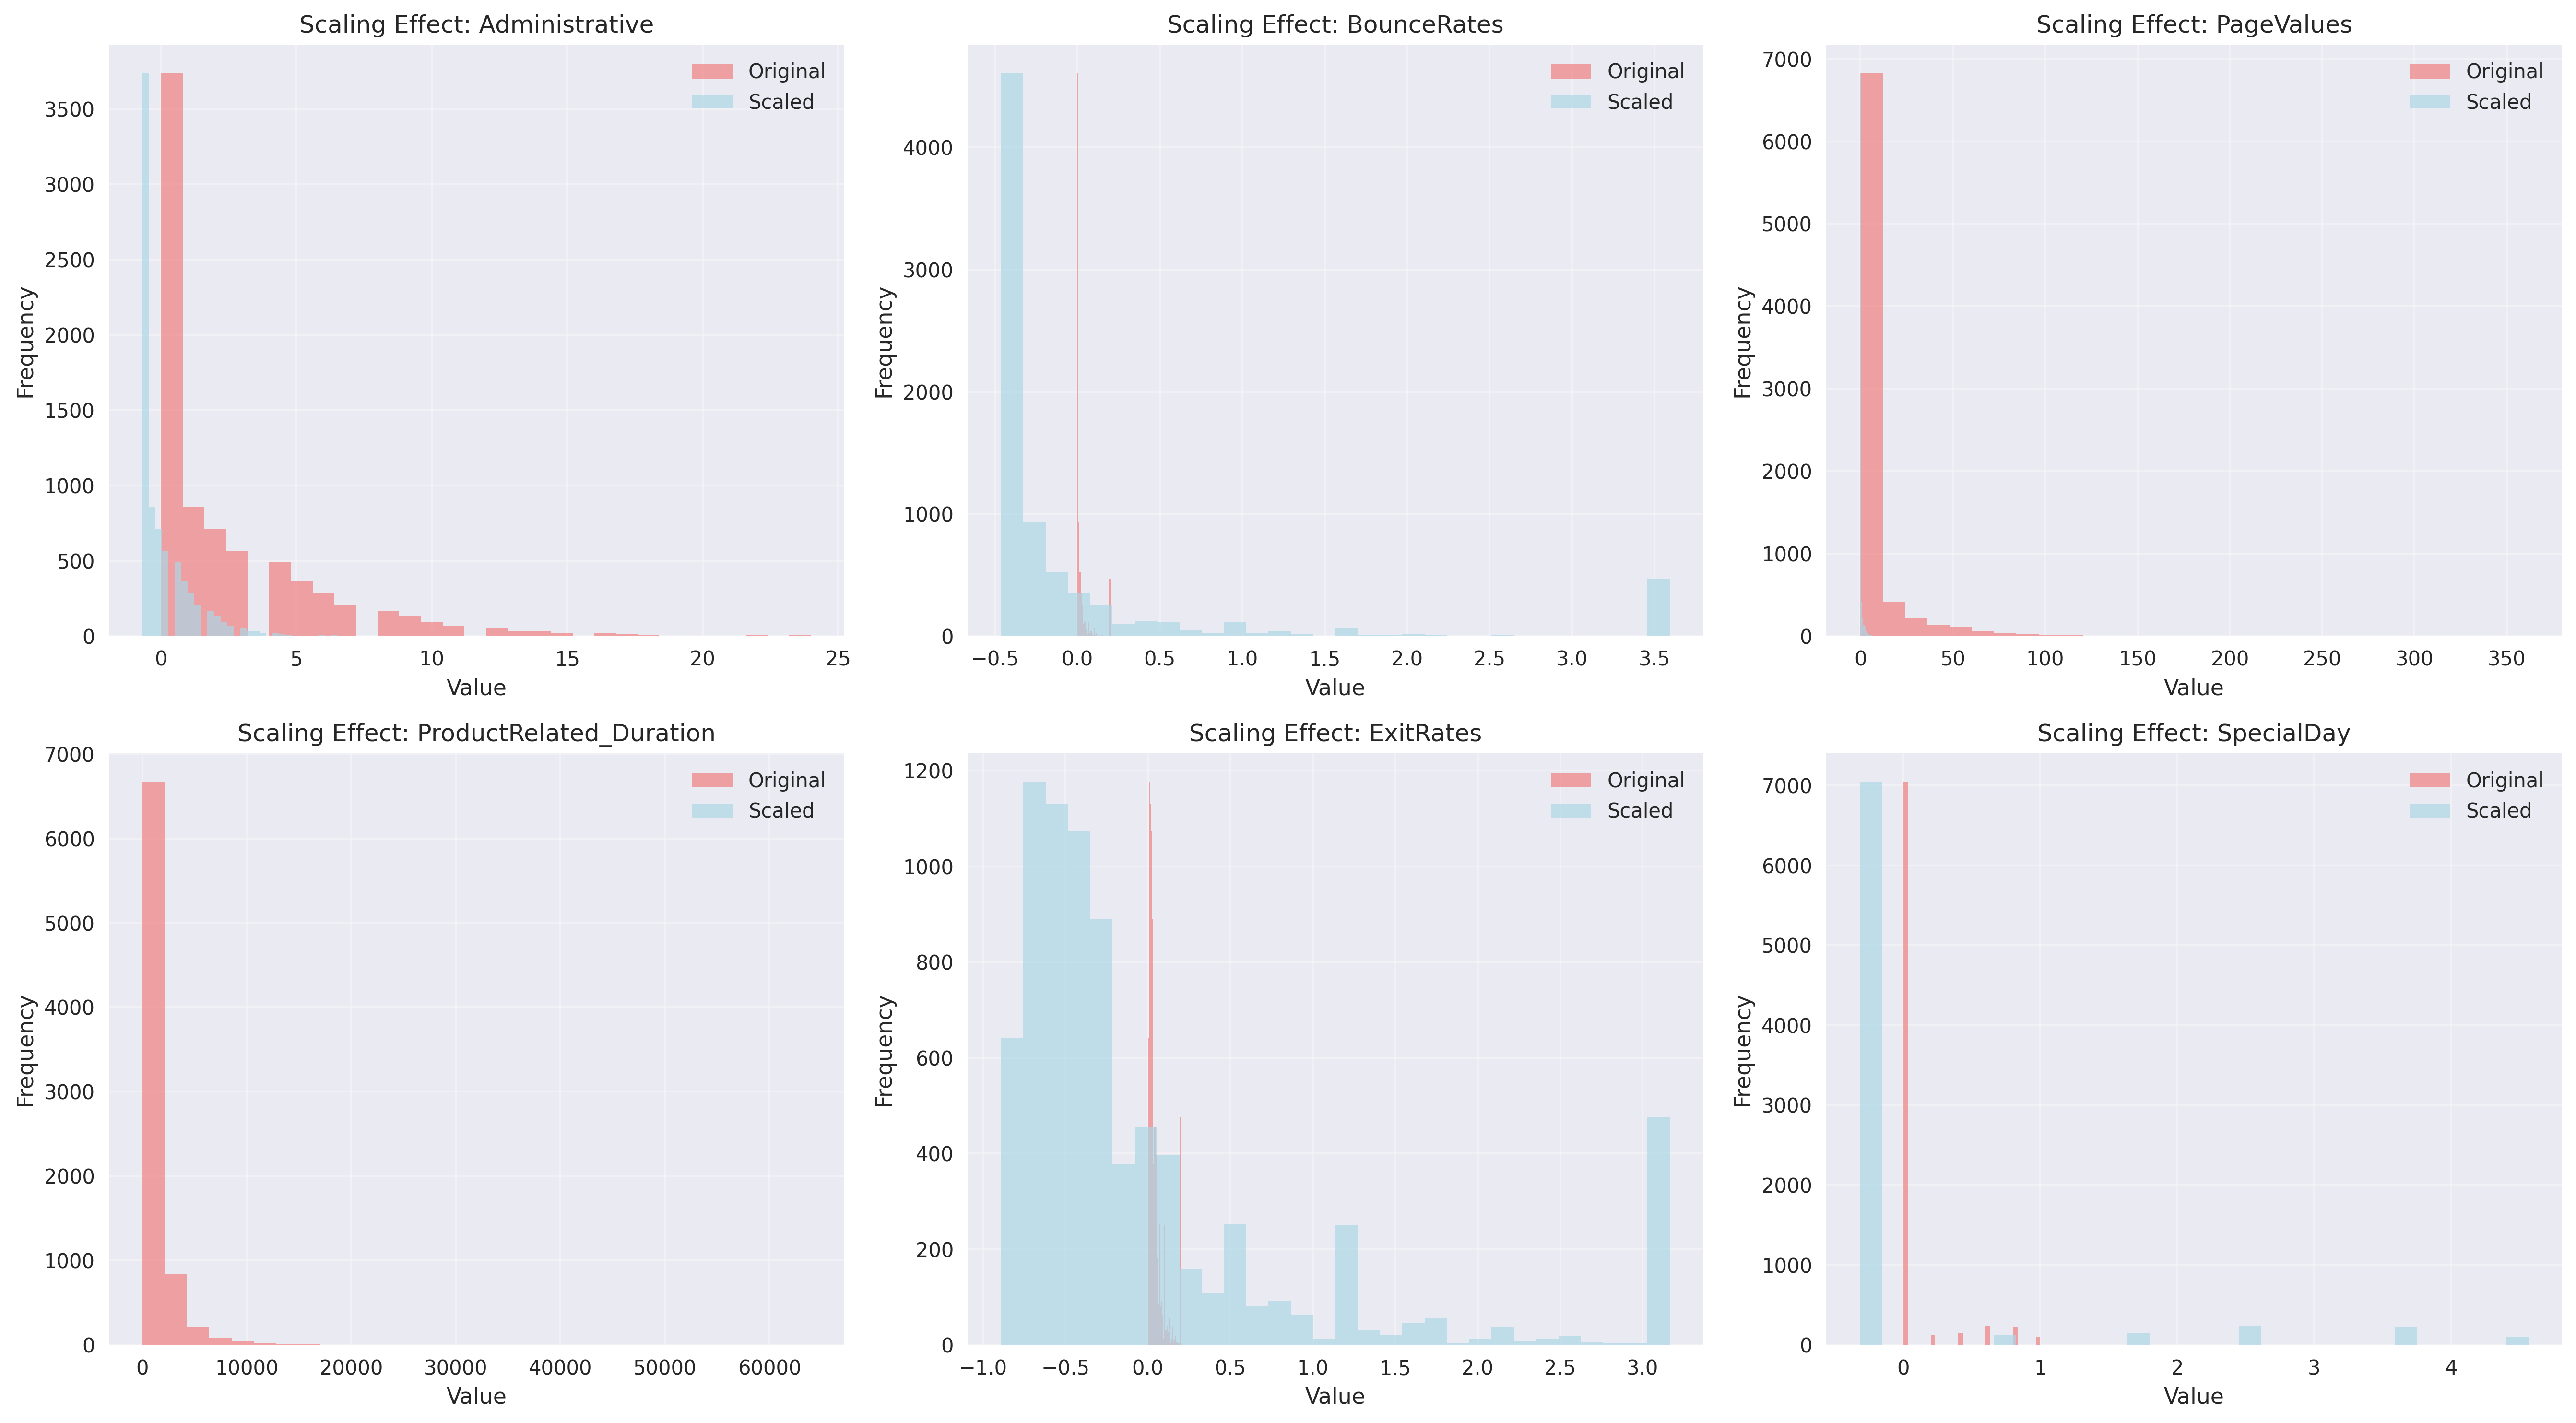 Scaling Effect: Administrative
Original
Scaled
3500
3000
2500
2000
1500
1000
500
0
Frequency
0 5 10 15 20 25
Value
Scaling Effect: BounceRates
Original
Scaled
4000
3000
2000
1000
0
Frequency
−0.5 0.0 0.5 1.0 1.5 2.0 2.5 3.0 3.5
Value
Scaling Effect: PageValues
Original
Scaled
7000
6000
5000
4000
3000
2000
1000
0
Frequency
0 50 100 150 200 250 300 350
Value
Scaling Effect: ProductRelated_Duration
Original
Scaled
7000
6000
5000
4000
3000
2000
1000
0
Frequency
0 10000 20000 30000 40000 50000 60000
Value
Scaling Effect: ExitRates
Original
Scaled
1200
1000
800
600
400
200
0
Frequency
−1.0 −0.5 0.0 0.5 1.0 1.5 2.0 2.5 3.0
Value
Scaling Effect: SpecialDay
Original
Scaled
7000
6000
5000
4000
3000
2000
1000
0
Frequency
0 1 2 3 4
Value